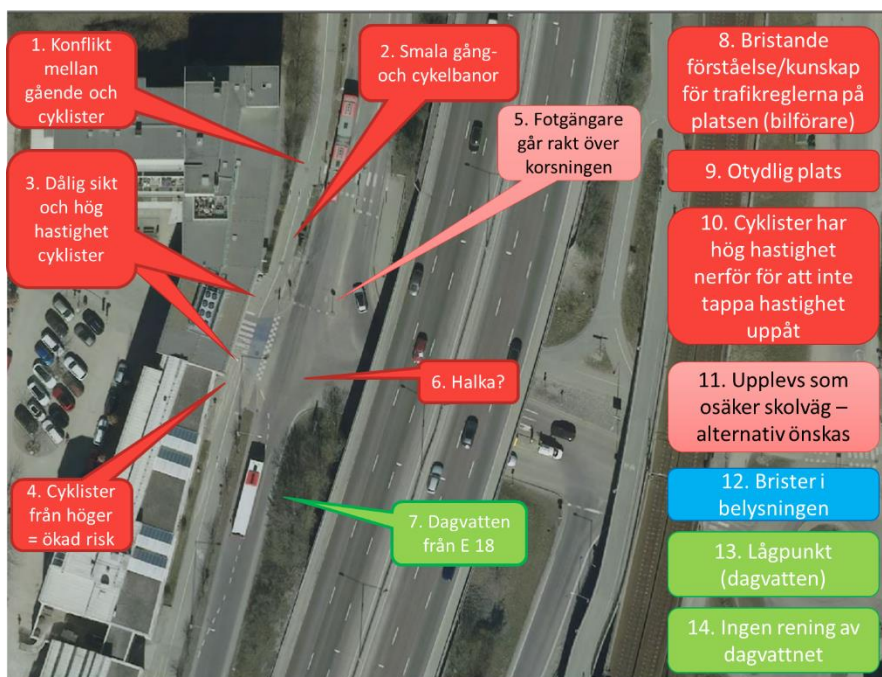 1. Konflikt
mellan
gående och
cyklister
2. Smala gång-
och cykelbanor
3. Dålig sikt
och hög
hastighet
cyklister
4. Cyklister
från höger
= ökad risk
5. Fotgängare
går rakt över
korsningen
6. Halka?
7. Dagvatten
från E 18
8. Bristande
förståelse/kunskap
för trafikreglerna på
platsen (bilförare)
9. Otydlig plats
10. Cyklister har
hög hastighet
nerför för att inte
tappa hastighet
uppåt
11. Upplevs som
osäker skolväg –
alternativ önskas
12. Brister i
belysningen
13. Lågpunkt
(dagvatten)
14. Ingen rening av
dagvattnet